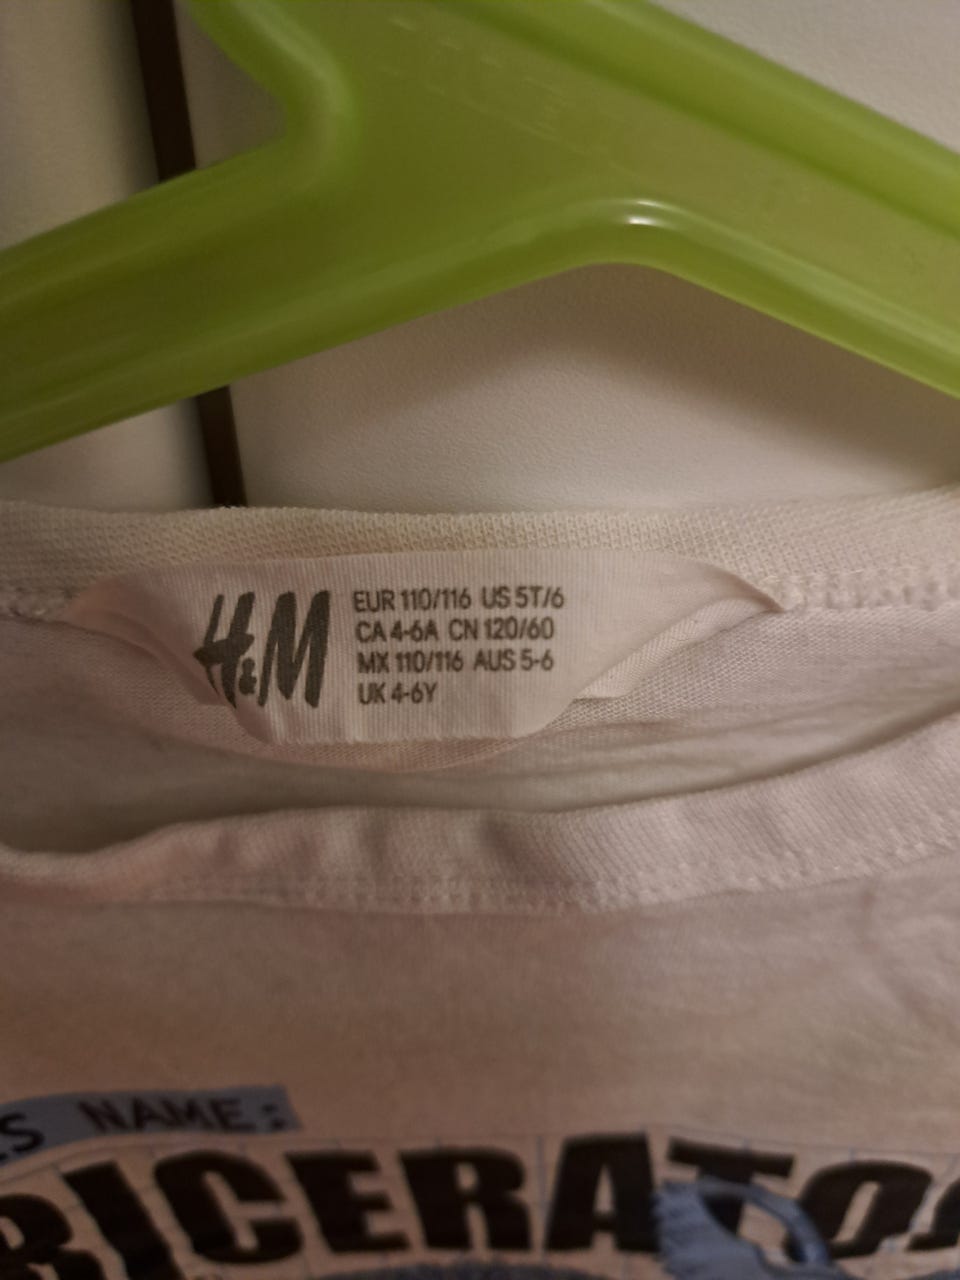 H&M
EUR 110/116 US 5T/6
CA 4-6A CN 120/60
MX 110/116 AUS 5-6
UK 4-6Y
NAME:
RICERATO